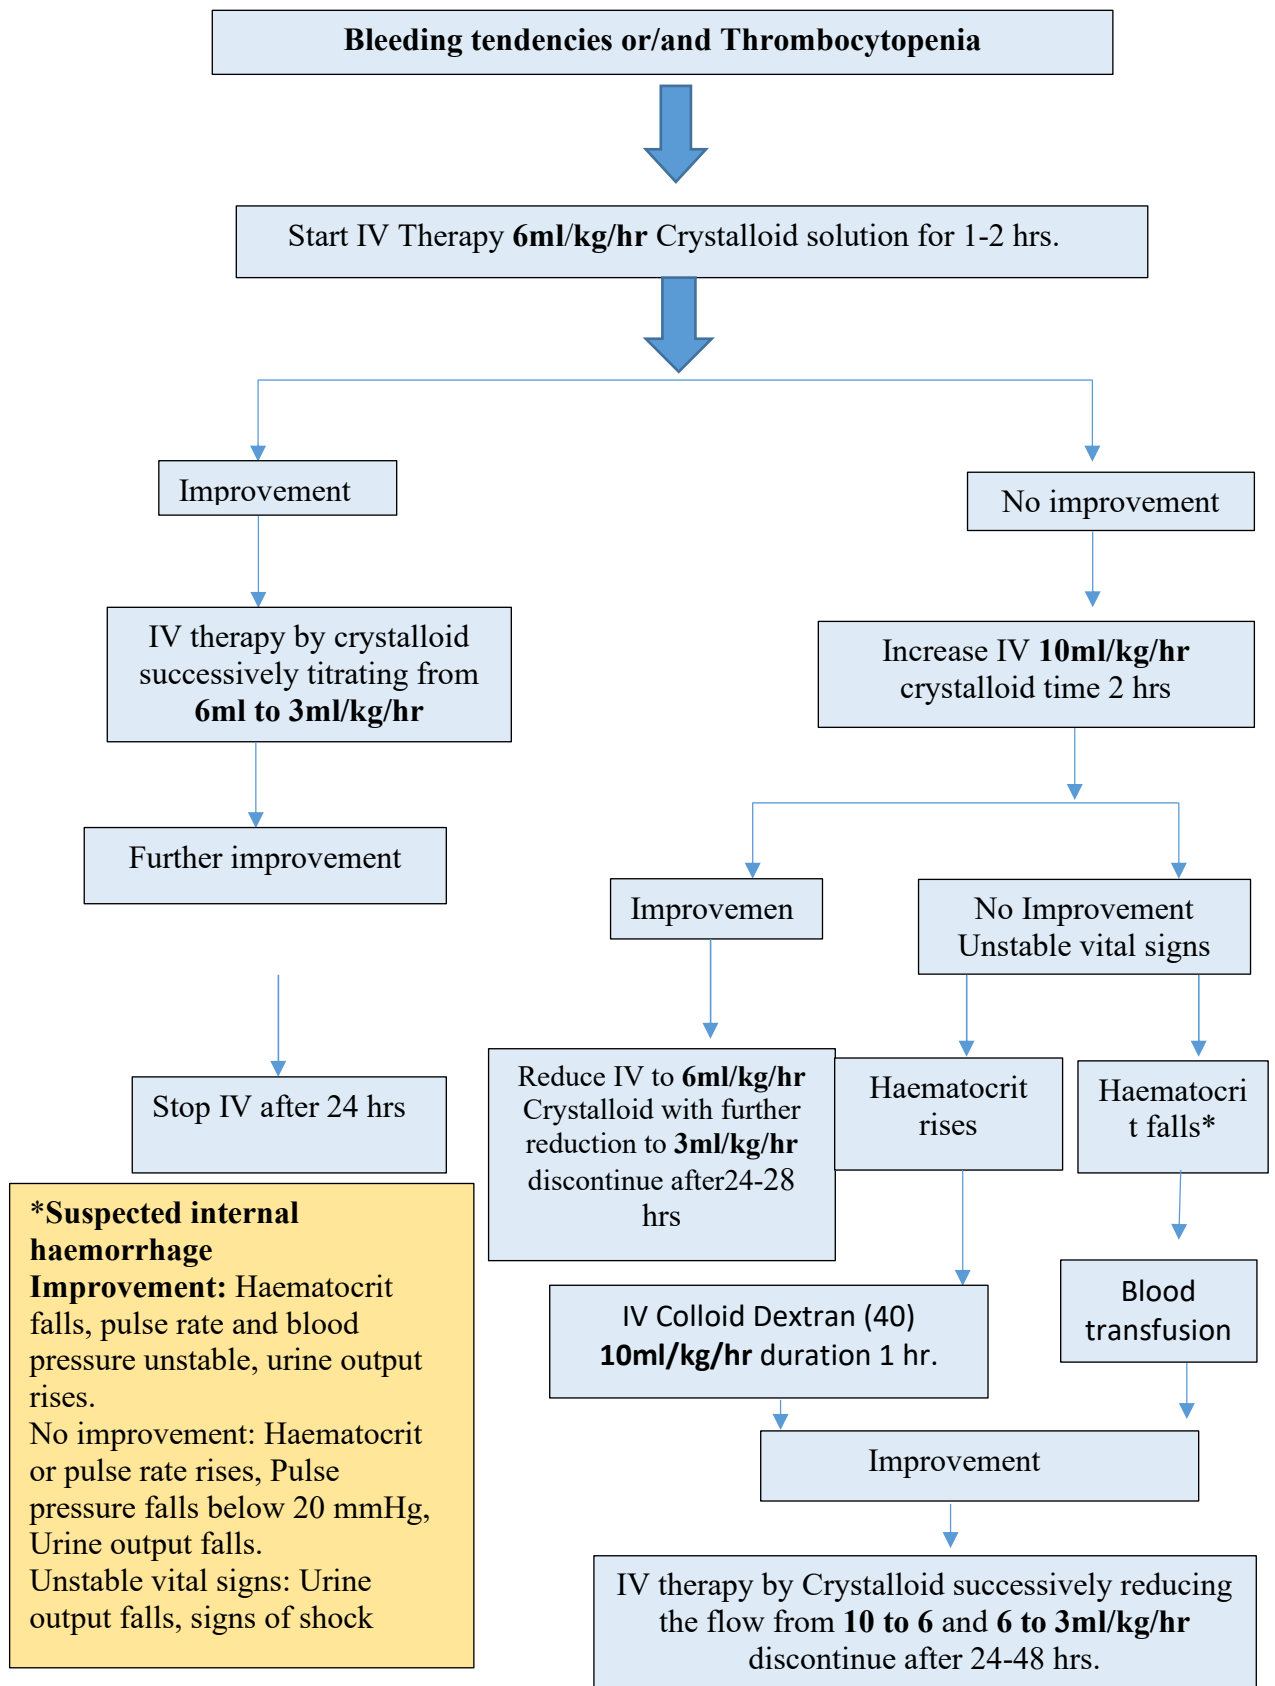 Bleeding tendencies or/and Thrombocytopenia
Start IV Therapy 6ml/kg/hr Crystalloid solution for 1-2 hrs.
Improvement
No improvement
IV therapy by crystalloid
successively titrating from
6ml to 3ml/kg/hr
Increase IV 10ml/kg/hr
crystalloid time 2 hrs
Further improvement
Improvemen
No Improvement
Unstable vital signs
Stop IV after 24 hrs
Reduce IV to 6ml/kg/hr
Crystalloid with further
reduction to 3ml/kg/hr
discontinue after24-28
hrs
Haematocrit
rises
Haematocri
t falls*
*Suspected internal
haemorrhage
Improvement: Haematocrit
falls, pulse rate and blood
pressure unstable, urine output
rises.
No improvement: Haematocrit
or pulse rate rises, Pulse
pressure falls below 20 mmHg,
Urine output falls.
Unstable vital signs: Urine
output falls, signs of shock
IV Colloid Dextran (40)
10ml/kg/hr duration 1 hr.
Blood
transfusion
Improvement
IV therapy by Crystalloid successively reducing
the flow from 10 to 6 and 6 to 3ml/kg/hr
discontinue after 24-48 hrs.